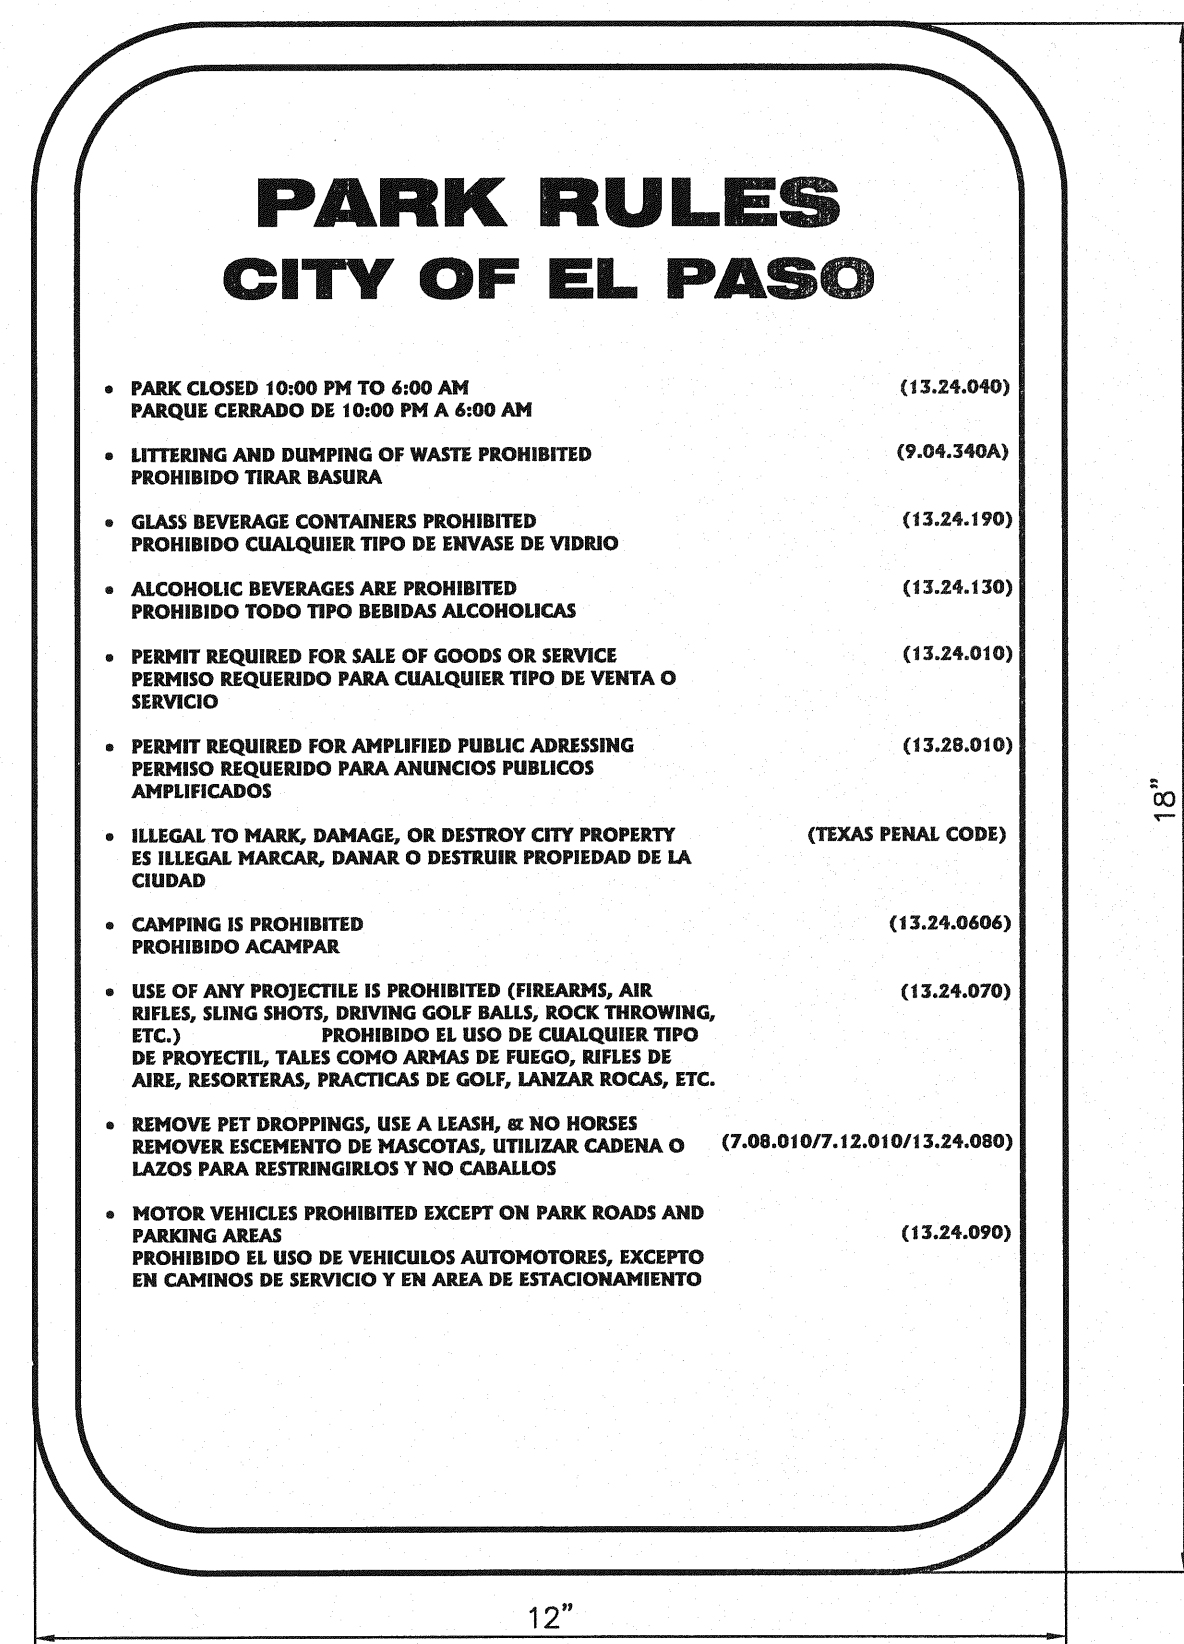 PARK RULES
CITY OF EL PASO
• PARK CLOSED 10:00 PM TO 6:00 AM (13.24.040)
PARQUE CERRADO DE 10:00 PM A 6:00 AM
• LITTERING AND DUMPING OF WASTE PROHIBITED (9.04.340A)
PROHIBIDO TIRAR BASURA
• GLASS BEVERAGE CONTAINERS PROHIBITED (13.24.190)
PROHIBIDO CUALQUIER TIPO DE ENVASE DE VIDRIO
• ALCOHOLIC BEVERAGES ARE PROHIBITED (13.24.130)
PROHIBIDO TODO TIPO BEBIDAS ALCOHOLICAS
• PERMIT REQUIRED FOR SALE OF GOODS OR SERVICE (13.24.010)
PERMISO REQUERIDO PARA CUALQUIER TIPO DE VENTA O
SERVICIO
• PERMIT REQUIRED FOR AMPLIFIED PUBLIC ADRESSING (13.28.010)
PERMISO REQUERIDO PARA ANUNCIOS PUBLICOS
AMPLIFICADOS
• ILLEGAL TO MARK, DAMAGE, OR DESTROY CITY PROPERTY (TEXAS PENAL CODE)
ES ILLEGAL MARCAR, DANAR O DESTRUIR PROPIEDAD DE LA
CIUDAD
• CAMPING IS PROHIBITED (13.24.0606)
PROHIBIDO ACAMPAR
• USE OF ANY PROJECTILE IS PROHIBITED (FIREARMS, AIR (13.24.070)
RIFLES, SLING SHOTS, DRIVING GOLF BALLS, ROCK THROWING,
ETC.) PROHIBIDO EL USO DE CUALQUIER TIPO
DE PROYECTIL, TALES COMO ARMAS DE FUEGO, RIFLES DE
AIRE, RESORTERAS, PRACTICAS DE GOLF, LANZAR ROCAS, ETC.
• REMOVE PET DROPPINGS, USE A LEASH, & NO HORSES
REMOVER ESCEMENTO DE MASCOTAS, UTILIZAR CADENA O (7.08.010/7.12.010/13.24.080)
LAZOS PARA RESTRINGIRLOS Y NO CABALLOS
• MOTOR VEHICLES PROHIBITED EXCEPT ON PARK ROADS AND
PARKING AREAS (13.24.090)
PROHIBIDO EL USO DE VEHICULOS AUTOMOTORES, EXCEPTO
EN CAMINOS DE SERVICIO Y EN AREA DE ESTACIONAMIENTO
18"
12"